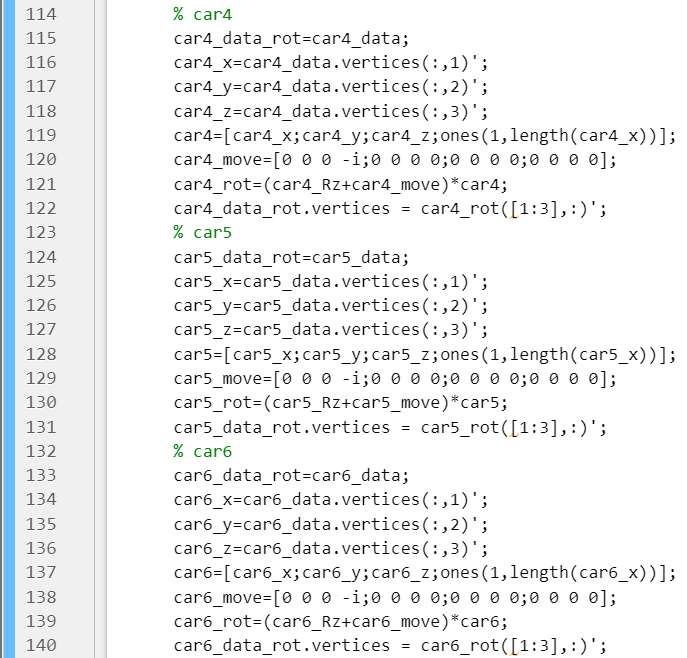 114 % car4
115 car4_data_rot=car4_data;
116 car4_x=car4_data.vertices(:,1)';
117 car4_y=car4_data.vertices(:,2)';
118 car4_z=car4_data.vertices(:,3)';
119 car4=[car4_x;car4_y;car4_z;ones(1,length(car4_x))];
120 car4_move=[0 0 0 -i;0 0 0 0;0 0 0 0;0 0 0 0];
121 car4_rot=(car4_Rz+car4_move)*car4;
122 car4_data_rot.vertices = car4_rot([1:3],:)';
123 % car5
124 car5_data_rot=car5_data;
125 car5_x=car5_data.vertices(:,1)';
126 car5_y=car5_data.vertices(:,2)';
127 car5_z=car5_data.vertices(:,3)';
128 car5=[car5_x;car5_y;car5_z;ones(1,length(car5_x))];
129 car5_move=[0 0 0 -i;0 0 0 0;0 0 0 0;0 0 0 0];
130 car5_rot=(car5_Rz+car5_move)*car5;
131 car5_data_rot.vertices = car5_rot([1:3],:)';
132 % car6
133 car6_data_rot=car6_data;
134 car6_x=car6_data.vertices(:,1)';
135 car6_y=car6_data.vertices(:,2)';
136 car6_z=car6_data.vertices(:,3)';
137 car6=[car6_x;car6_y;car6_z;ones(1,length(car6_x))];
138 car6_move=[0 0 0 -i;0 0 0 0;0 0 0 0;0 0 0 0];
139 car6_rot=(car6_Rz+car6_move)*car6;
140 car6_data_rot.vertices = car6_rot([1:3],:)';